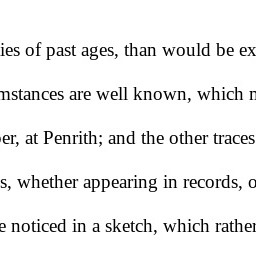 ies of past ages, than would be ex
mstances are well known, which
er, at Penrith; and the other traces
s, whether appearing in records, o
e noticed in a sketch, which rather